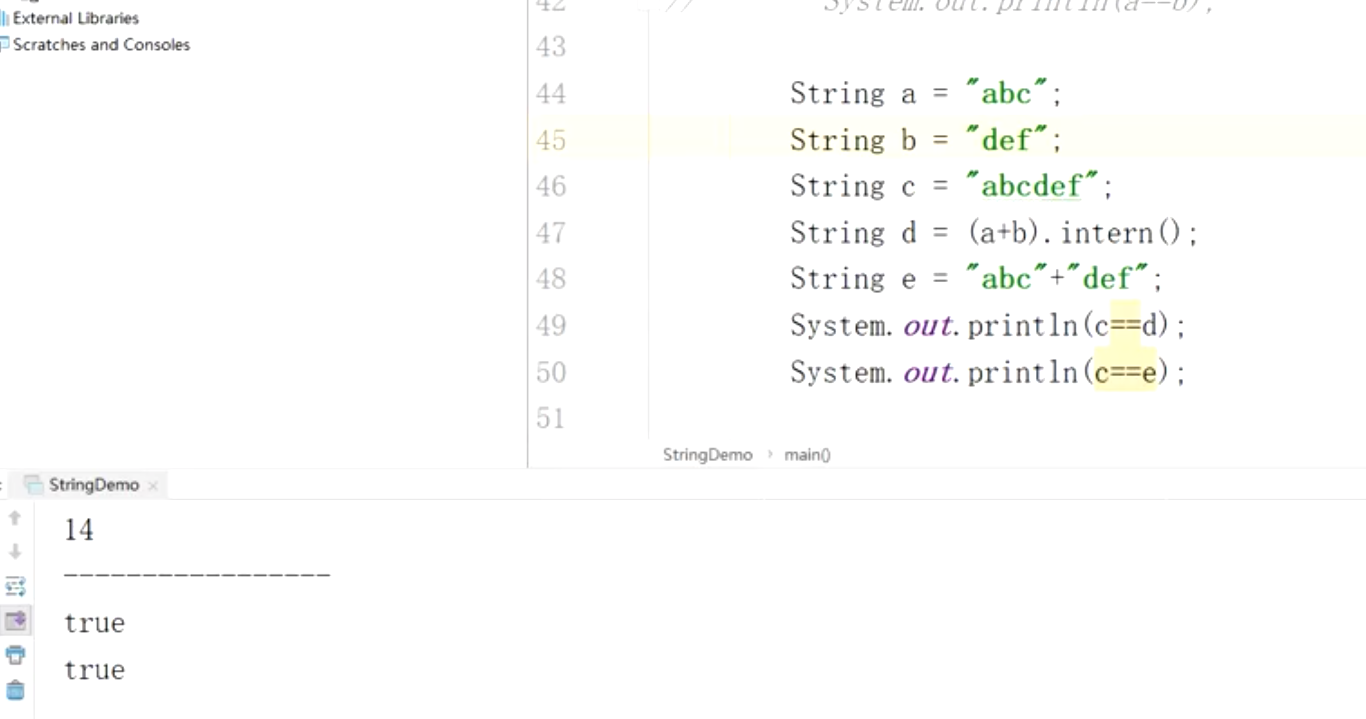 External Libraries
Scratches and Consoles
42 // System.out.println(a==b);
43
44 String a = "abc";
45 String b = "def";
46 String c = "abcdef";
47 String d = (a+b).intern();
48 String e = "abc"+"def";
49 System.out.println(c==d);
50 System.out.println(c==e);
51
StringDemo › main()
StringDemo ×
14
-----------------
true
true